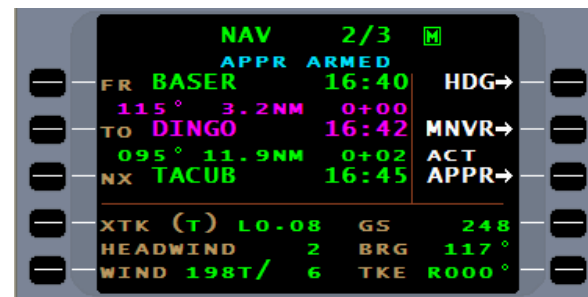 NAV 2/3 M
APPR ARMED
FR BASER 16:40 HDG→
115° 3.2NM 0+00
TO DINGO 16:42 MNVR→
095° 11.9NM 0+02 ACT
NX TACUB 16:45 APPR→
XTK (T) L0.08 GS 248
HEADWIND 2 BRG 117°
WIND 198T/ 6 TKE R000°